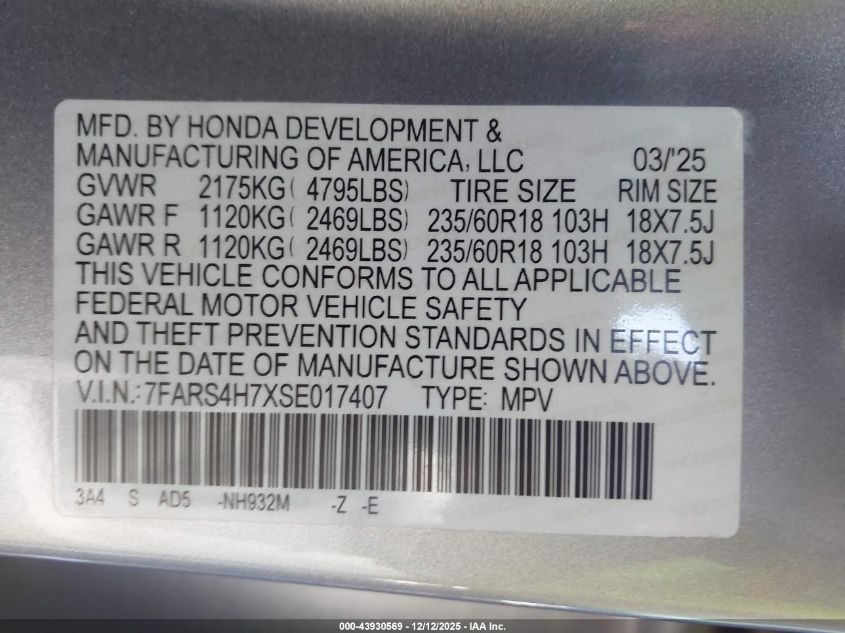 MFD. BY HONDA DEVELOPMENT &
MANUFACTURING OF AMERICA, LLC 03/'25
GVWR 2175KG( 4795LBS) TIRE SIZE RIM SIZE
GAWR F 1120KG( 2469LBS) 235/60R18 103H 18X7.5J
GAWR R 1120KG( 2469LBS) 235/60R18 103H 18X7.5J
THIS VEHICLE CONFORMS TO ALL APPLICABLE
FEDERAL MOTOR VEHICLE SAFETY
AND THEFT PREVENTION STANDARDS IN EFFECT
ON THE DATE OF MANUFACTURE SHOWN ABOVE.
V.I.N.:7FARS4H7XSE017407 TYPE: MPV
3A4 S AD5 -NH932M -Z -E
000-43930569 - 12/12/2025 - IAA Inc.